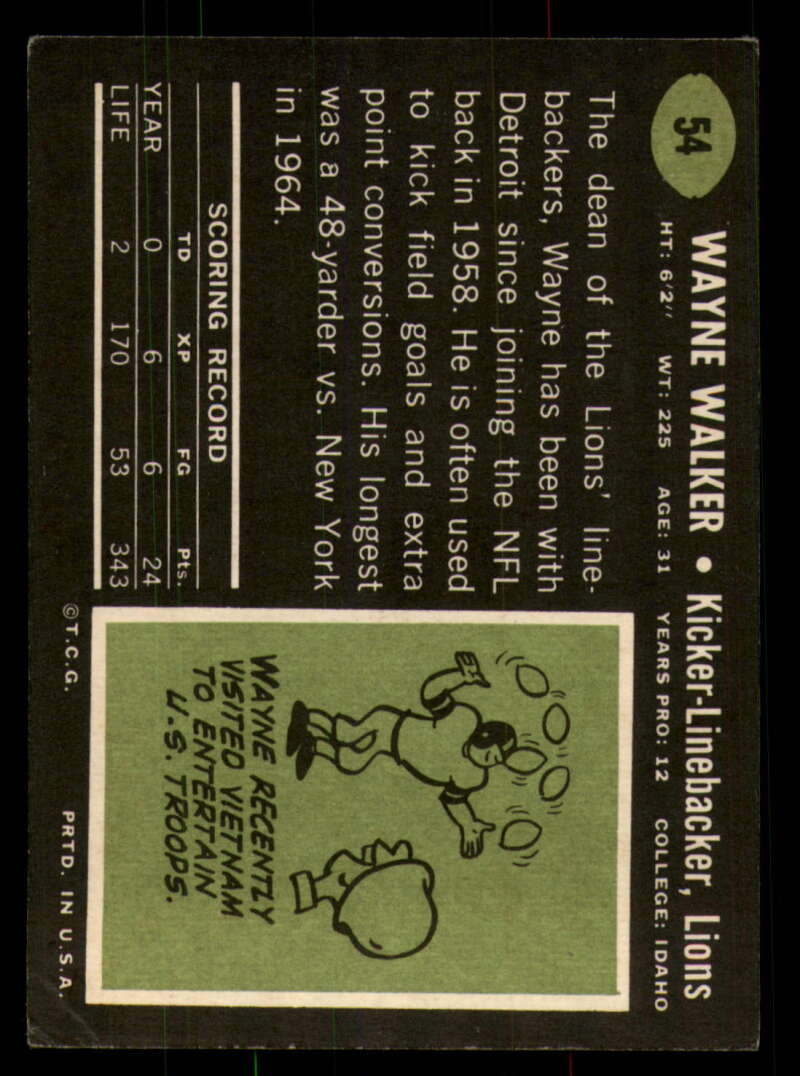 54
WAYNE WALKER • Kicker-Linebacker, Lions
HT: 6'2" WT: 225 AGE: 31 YEARS PRO: 12 COLLEGE: IDAHO
The dean of the Lions' line-
backers, Wayne has been with
Detroit since joining the NFL
back in 1958. He is often used
to kick field goals and extra
point conversions. His longest
was a 48-yarder vs. New York
in 1964.
SCORING RECORD
TD XP FG Pts.
YEAR 0 6 6 24
LIFE 2 170 53 343
WAYNE RECENTLY
VISITED VIETNAM
TO ENTERTAIN
U.S. TROOPS.
©T.C.G. PRTD. IN U.S.A.